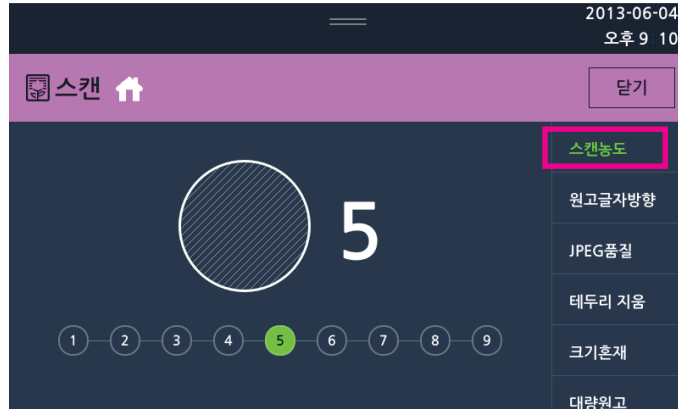 2013-06-04
오후 9 10
스캔
닫기
스캔농도
원고글자방향
5
JPEG품질
테두리 지움
1 2 3 4 5 6 7 8 9
크기혼재
대량원고